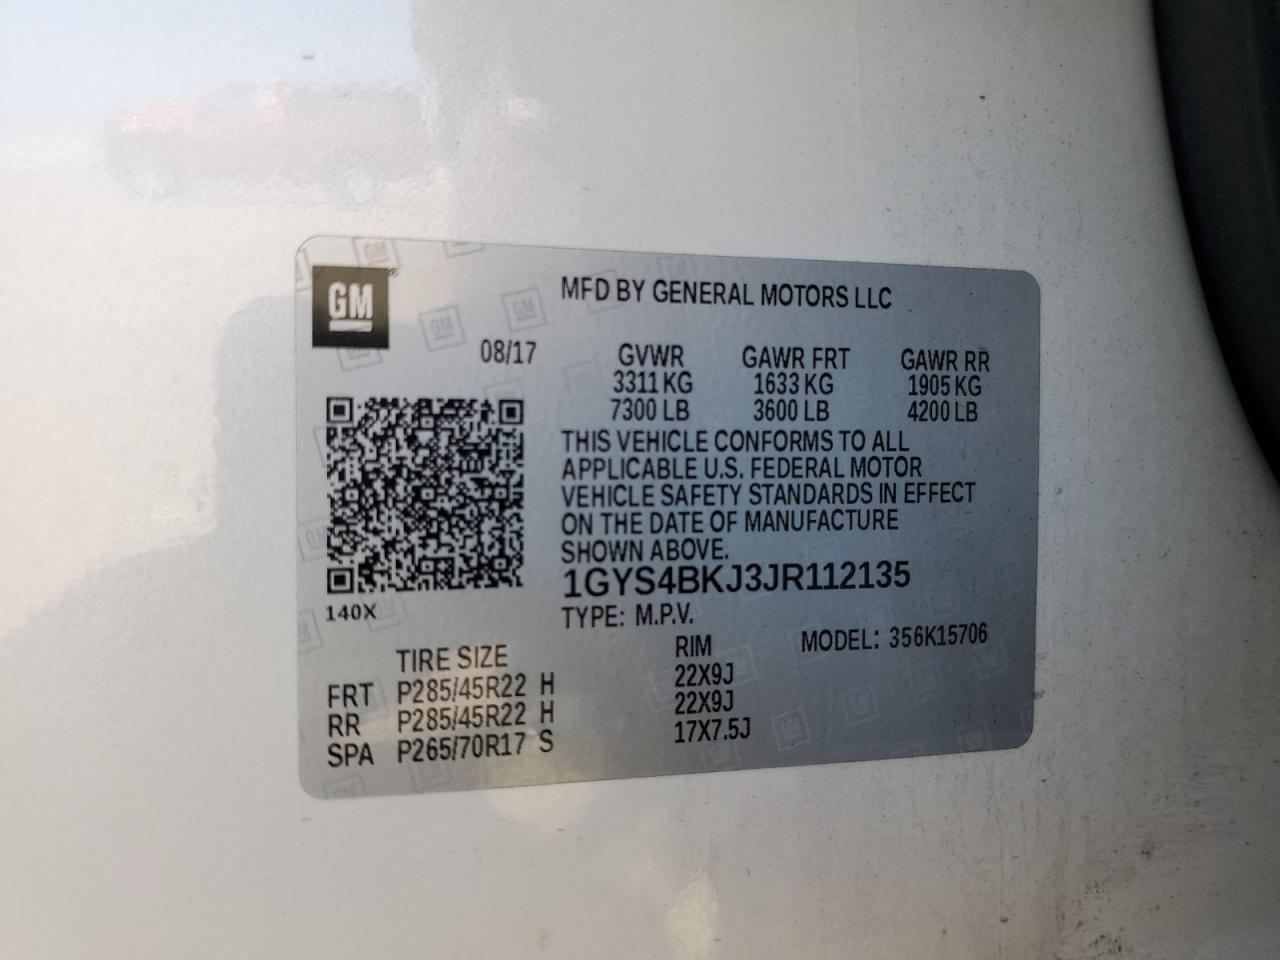 GM
MFD BY GENERAL MOTORS LLC
08/17
GVWR GAWR FRT GAWR RR
3311 KG 1633 KG 1905 KG
7300 LB 3600 LB 4200 LB
THIS VEHICLE CONFORMS TO ALL
APPLICABLE U.S. FEDERAL MOTOR
VEHICLE SAFETY STANDARDS IN EFFECT
ON THE DATE OF MANUFACTURE
SHOWN ABOVE.
1GYS4BKJ3JR112135
140X
TYPE: M.P.V.
MODEL: 356K15706
TIRE SIZE RIM
FRT P285/45R22 H 22X9J
RR P285/45R22 H 22X9J
SPA P265/70R17 S 17X7.5J